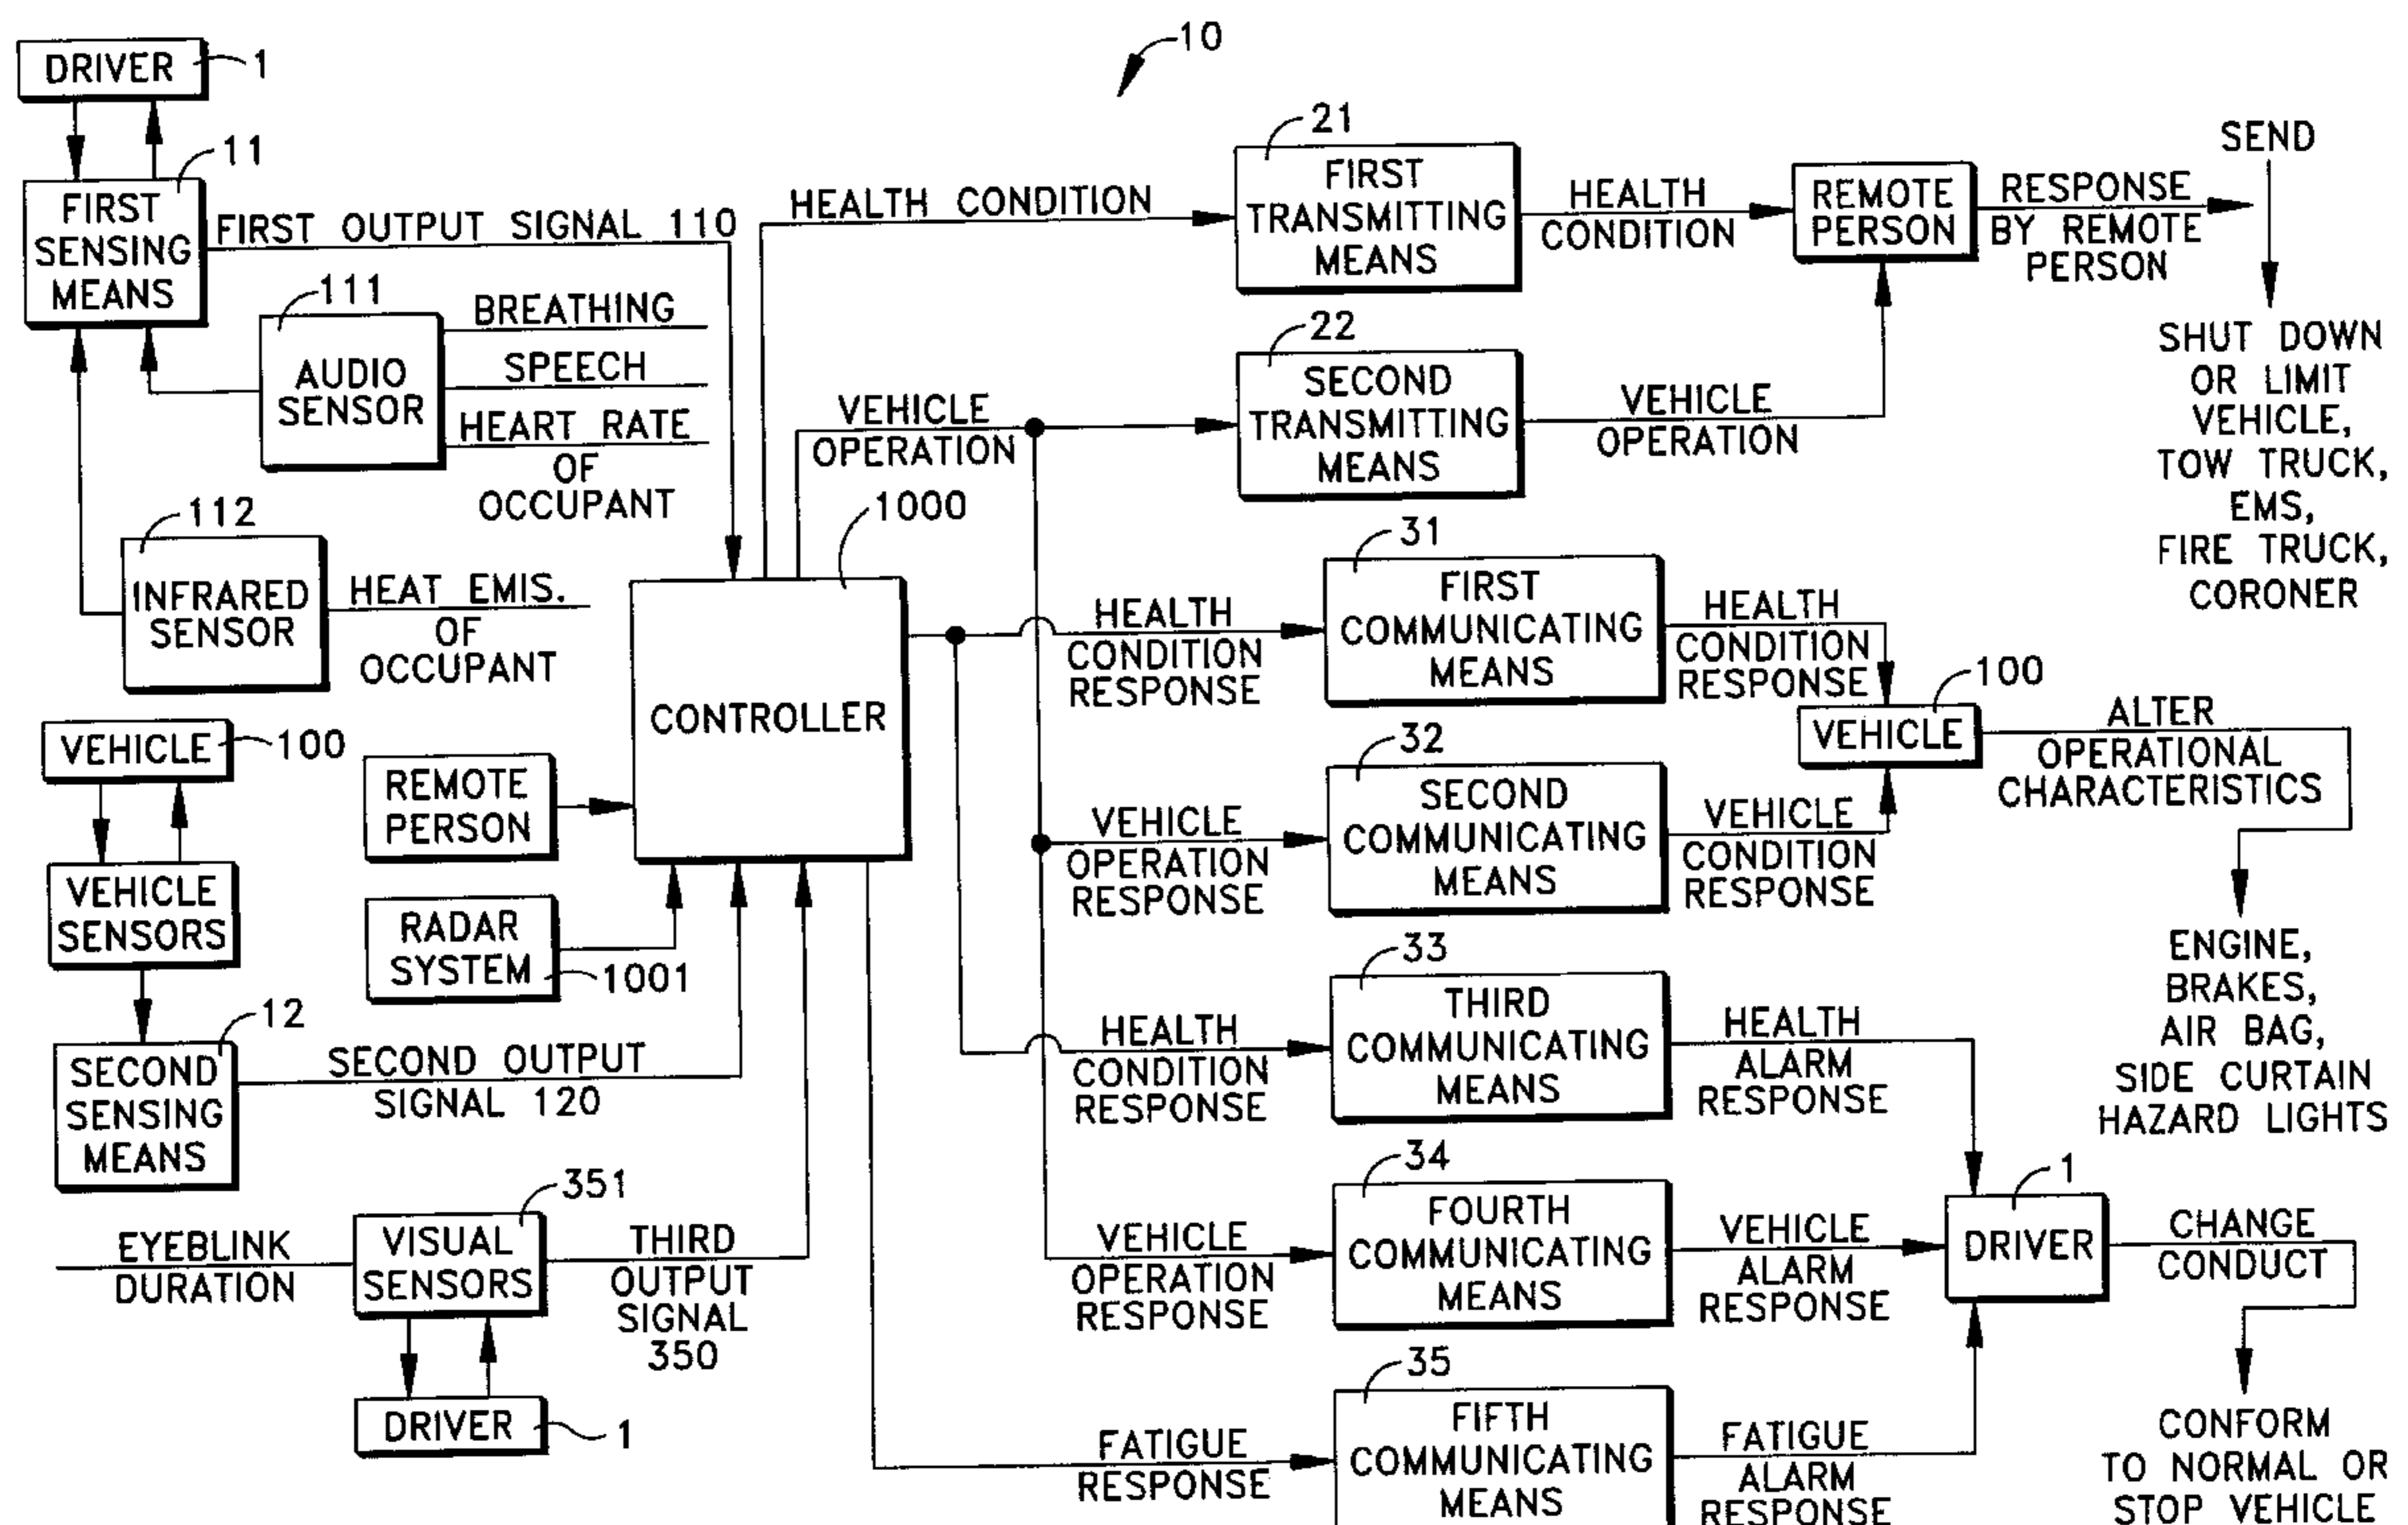 10
DRIVER
1
11
FIRST
SENSING
MEANS
FIRST OUTPUT SIGNAL 110
111
AUDIO
SENSOR
BREATHING
SPEECH
HEART RATE
OF
OCCUPANT
112
INFRARED
SENSOR
HEAT EMIS.
OF
OCCUPANT
VEHICLE
100
VEHICLE
SENSORS
12
SECOND
SENSING
MEANS
SECOND OUTPUT
SIGNAL 120
REMOTE
PERSON
RADAR
SYSTEM
1001
EYEBLINK
DURATION
351
VISUAL
SENSORS
THIRD
OUTPUT
SIGNAL
350
DRIVER
1
1000
CONTROLLER
HEALTH CONDITION
21
FIRST
TRANSMITTING
MEANS
HEALTH
CONDITION
REMOTE
PERSON
RESPONSE
BY REMOTE
PERSON
SEND
SHUT DOWN
OR LIMIT
VEHICLE,
TOW TRUCK,
EMS,
FIRE TRUCK,
CORONER
VEHICLE
OPERATION
22
SECOND
TRANSMITTING
MEANS
VEHICLE
OPERATION
HEALTH
CONDITION
RESPONSE
31
FIRST
COMMUNICATING
MEANS
HEALTH
CONDITION
RESPONSE
100
VEHICLE
ALTER
OPERATIONAL
CHARACTERISTICS
VEHICLE
OPERATION
RESPONSE
32
SECOND
COMMUNICATING
MEANS
VEHICLE
CONDITION
RESPONSE
ENGINE,
BRAKES,
AIR BAG,
SIDE CURTAIN
HAZARD LIGHTS
HEALTH
CONDITION
RESPONSE
33
THIRD
COMMUNICATING
MEANS
HEALTH
ALARM
RESPONSE
VEHICLE
OPERATION
RESPONSE
34
FOURTH
COMMUNICATING
MEANS
VEHICLE
ALARM
RESPONSE
1
DRIVER
CHANGE
CONDUCT
FATIGUE
RESPONSE
35
FIFTH
COMMUNICATING
MEANS
FATIGUE
ALARM
RESPONSE
CONFORM
TO NORMAL OR
STOP VEHICLE